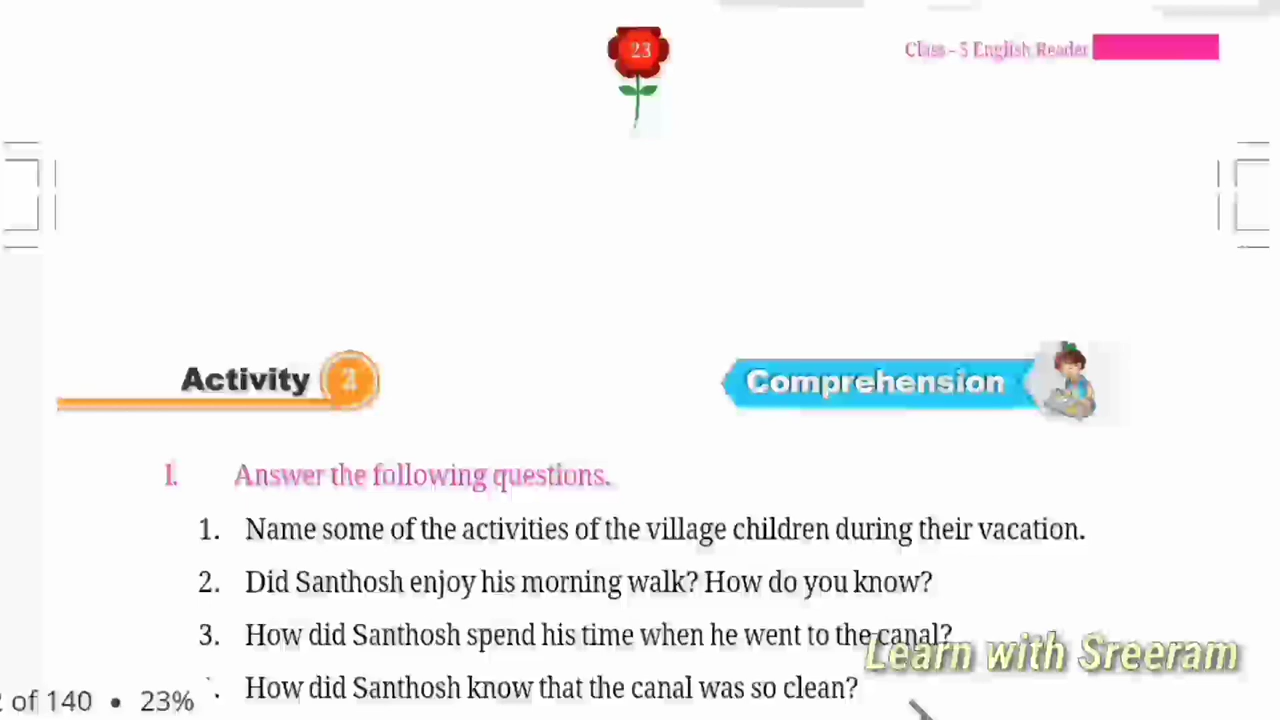 23
Class - 5 English Reader
Activity
Comprehension
I. Answer the following questions.
1. Name some of the activities of the village children during their vacation.
2. Did Santhosh enjoy his morning walk? How do you know?
3. How did Santhosh spend his time when he went to the canal?
Learn with Sreeram
. How did Santhosh know that the canal was so clean?
of 140 • 23%